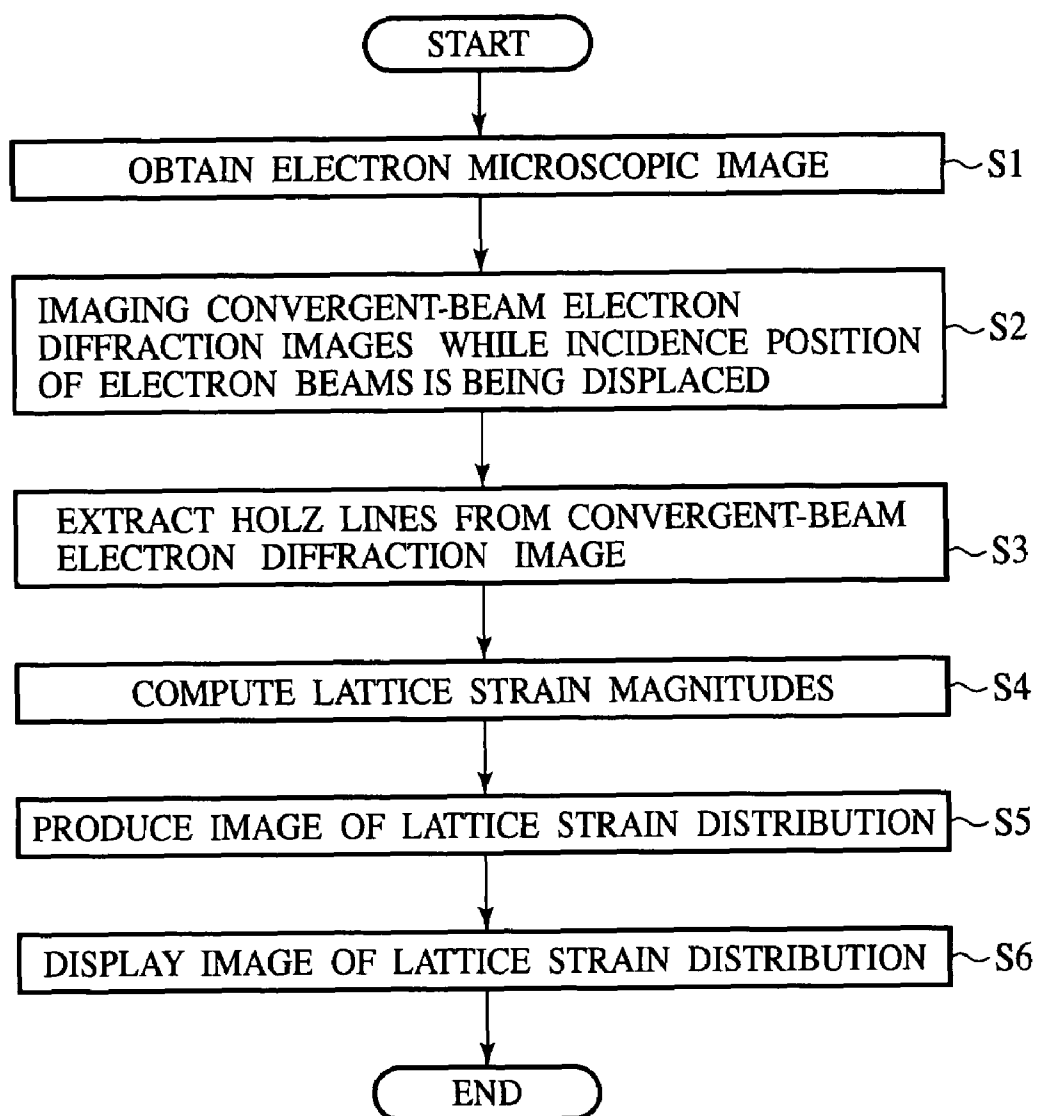 START
OBTAIN ELECTRON MICROSCOPIC IMAGE ~S1
IMAGING CONVERGENT-BEAM ELECTRON
DIFFRACTION IMAGES WHILE INCIDENCE POSITION ~S2
OF ELECTRON BEAMS IS BEING DISPLACED
EXTRACT HOLZ LINES FROM CONVERGENT-BEAM
ELECTRON DIFFRACTION IMAGE ~S3
COMPUTE LATTICE STRAIN MAGNITUDES ~S4
PRODUCE IMAGE OF LATTICE STRAIN DISTRIBUTION ~S5
DISPLAY IMAGE OF LATTICE STRAIN DISTRIBUTION ~S6
END